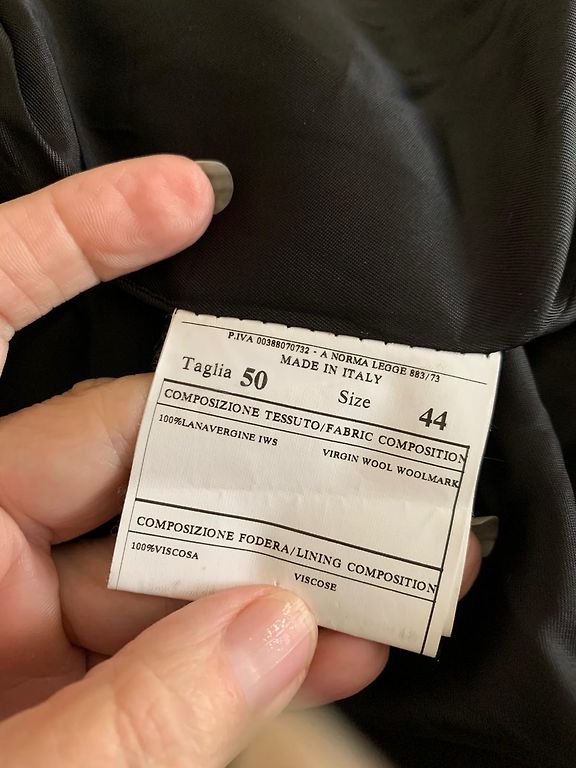 P.IVA 00388070732 - A NORMA LEGGE 883/73
MADE IN ITALY
Taglia 50 Size 44
COMPOSIZIONE TESSUTO/FABRIC COMPOSITION
100%LANAVERGINE IWS
VIRGIN WOOL WOOLMARK
COMPOSIZIONE FODERA/LINING COMPOSITION
100%VISCOSA
VISCOSE